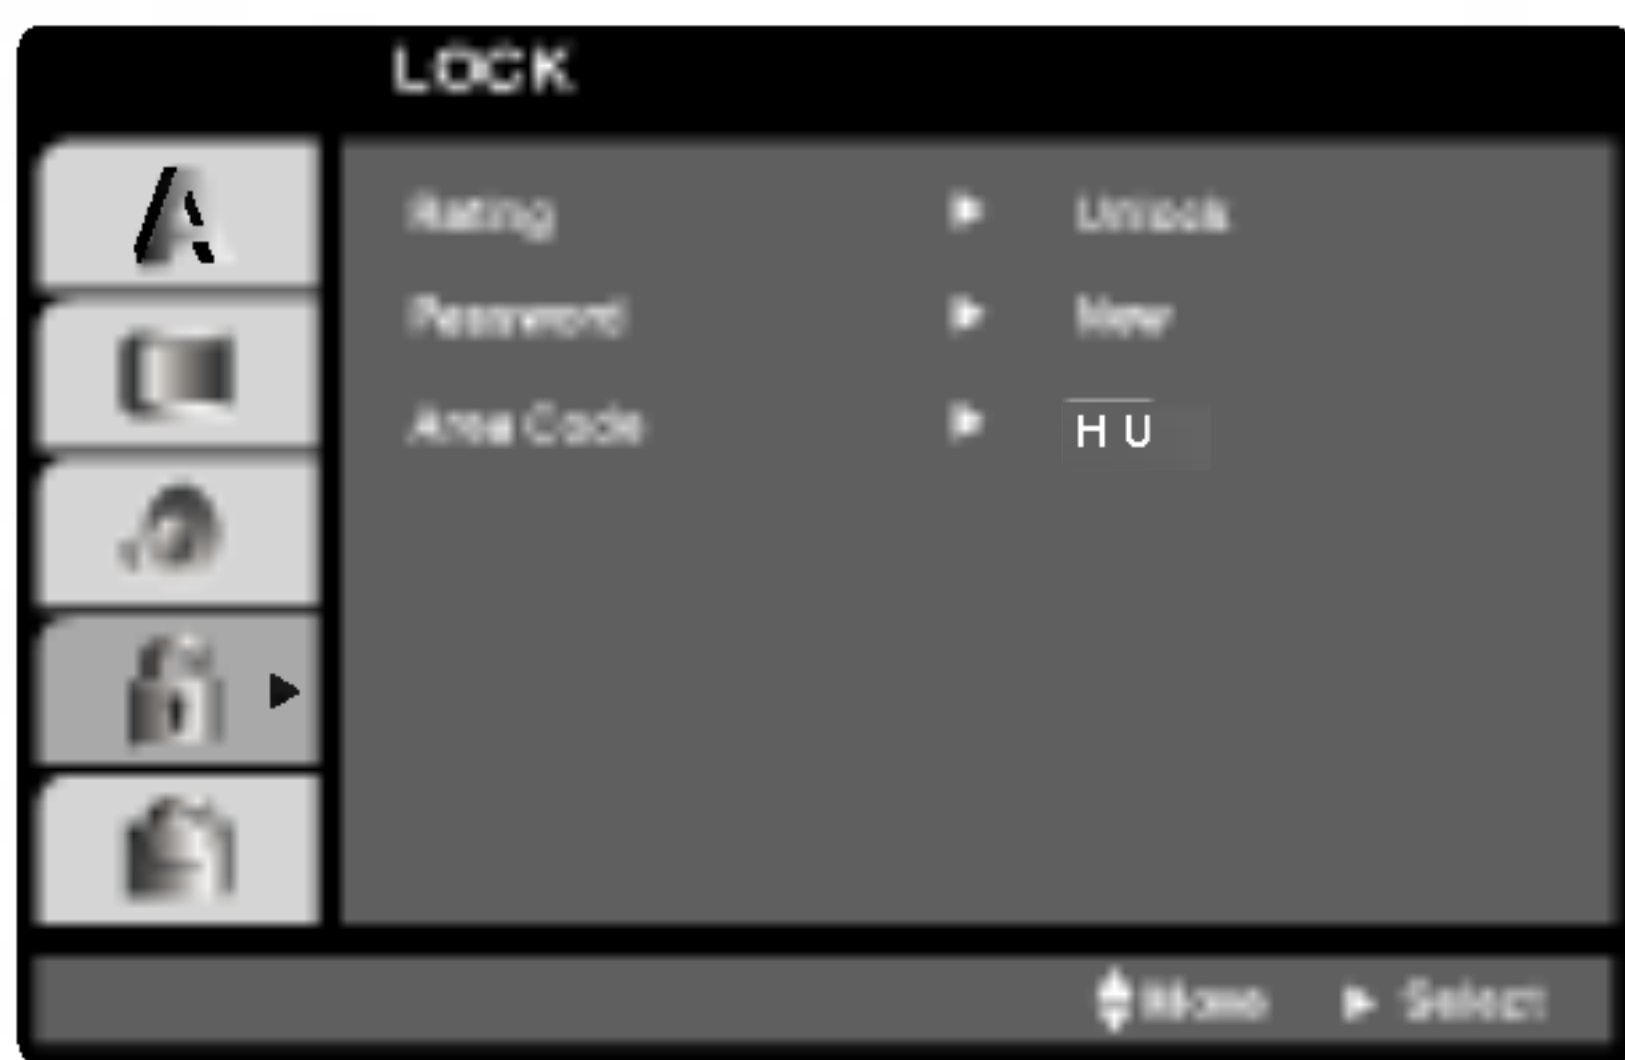 LOCK
A
Rating ► Unlock
Password ► New
Area Code ► H U
Move ► Select